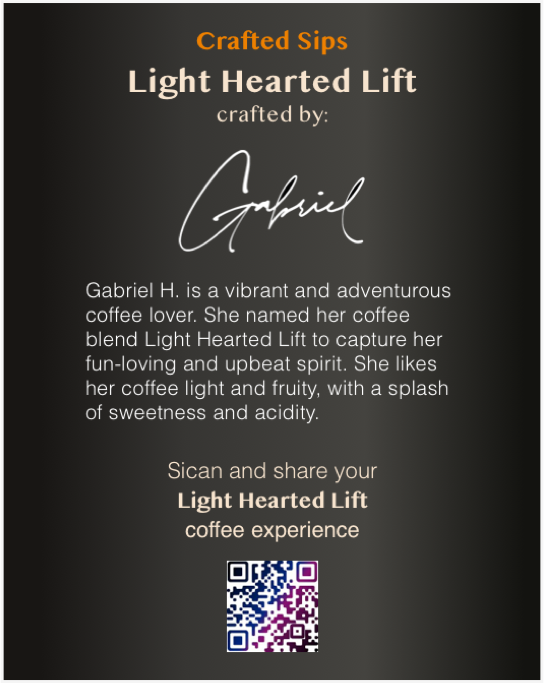 Crafted Sips
Light Hearted Lift
crafted by:
Gabriel
Gabriel H. is a vibrant and adventurous
coffee lover. She named her coffee
blend Light Hearted Lift to capture her
fun-loving and upbeat spirit. She likes
her coffee light and fruity, with a splash
of sweetness and acidity.
Sican and share your
Light Hearted Lift
coffee experience